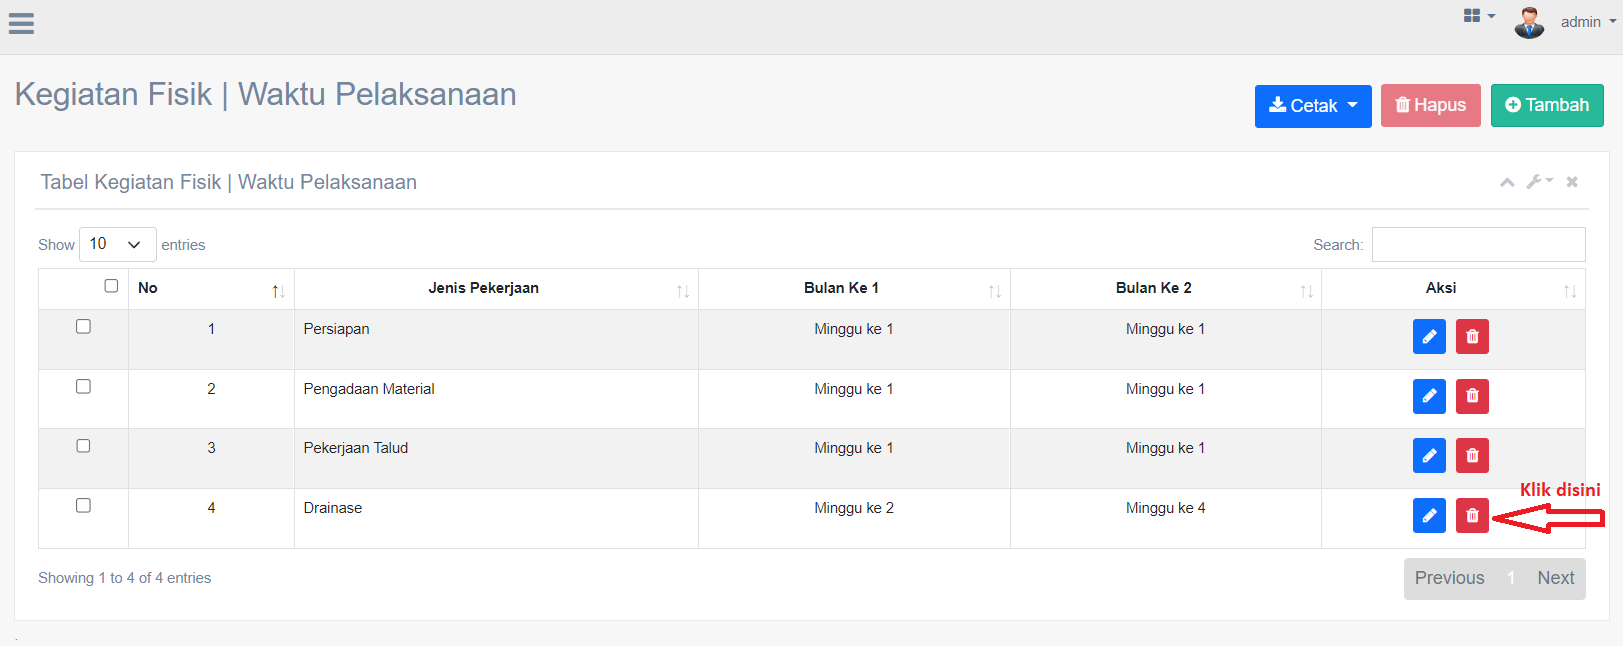 admin
Kegiatan Fisik | Waktu Pelaksanaan
Cetak Hapus Tambah
Tabel Kegiatan Fisik | Waktu Pelaksanaan
Show 10 entries Search:
No Jenis Pekerjaan Bulan Ke 1 Bulan Ke 2 Aksi
1 Persiapan Minggu ke 1 Minggu ke 1
2 Pengadaan Material Minggu ke 1 Minggu ke 1
3 Pekerjaan Talud Minggu ke 1 Minggu ke 1
Klik disini
4 Drainase Minggu ke 2 Minggu ke 4
Showing 1 to 4 of 4 entries Previous 1 Next
.